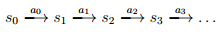 s₀ —a₀→ s₁ —a₁→ s₂ —a₂→ s₃ —a₃→ …